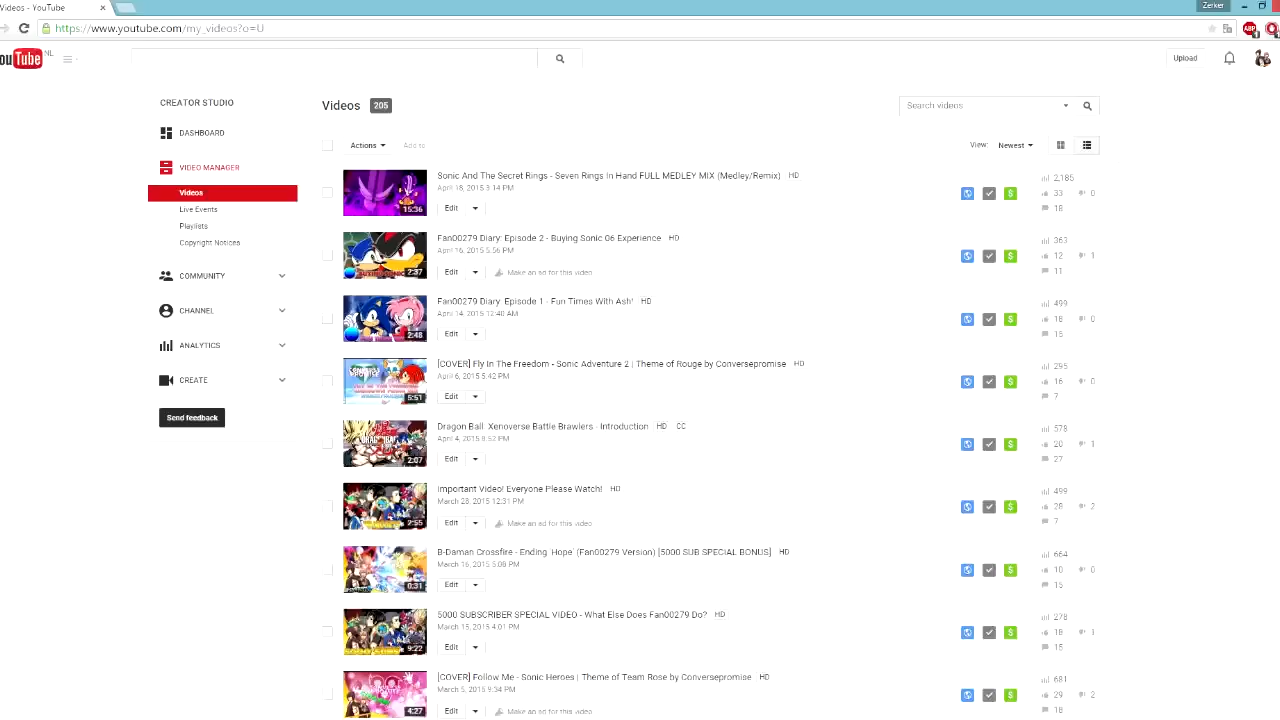 Videos - YouTube
Zerker
https://www.youtube.com/my_videos?o=U
ouTube NL
Upload
CREATOR STUDIO
DASHBOARD
VIDEO MANAGER
Videos
Live Events
Playlists
Copyright Notices
COMMUNITY
CHANNEL
ANALYTICS
CREATE
Send feedback
Videos 205
Search videos
Actions Add to
View: Newest
15:36
Sonic And The Secret Rings - Seven Rings In Hand FULL MEDLEY MIX (Medley/Remix) HD
April 18, 2015 3:14 PM
Edit
2,185
33 0
18
2:37
Fan00279 Diary: Episode 2 - Buying Sonic 06 Experience HD
April 16, 2015 5:56 PM
Edit Make an ad for this video
363
12 1
11
2:48
Fan00279 Diary: Episode 1 - Fun Times With Ash! HD
April 14, 2015 12:40 AM
Edit
499
18 0
15
5:51
[COVER] Fly In The Freedom - Sonic Adventure 2 | Theme of Rouge by Conversepromise HD
April 6, 2015 5:42 PM
Edit
295
16 0
7
2:07
Dragon Ball: Xenoverse Battle Brawlers - Introduction HD CC
April 4, 2015 8:52 PM
Edit
578
20 1
27
2:55
Important Video! Everyone Please Watch! HD
March 28, 2015 12:31 PM
Edit Make an ad for this video
499
28 2
7
0:31
B-Daman Crossfire - Ending 'Hope' (Fan00279 Version) [5000 SUB SPECIAL BONUS] HD
March 16, 2015 5:08 PM
Edit
664
10 0
15
9:22
5000 SUBSCRIBER SPECIAL VIDEO - What Else Does Fan00279 Do? HD
March 15, 2015 4:01 PM
Edit
278
18 1
15
4:27
[COVER] Follow Me - Sonic Heroes | Theme of Team Rose by Conversepromise HD
March 5, 2015 9:34 PM
Edit Make an ad for this video
681
29 2
18